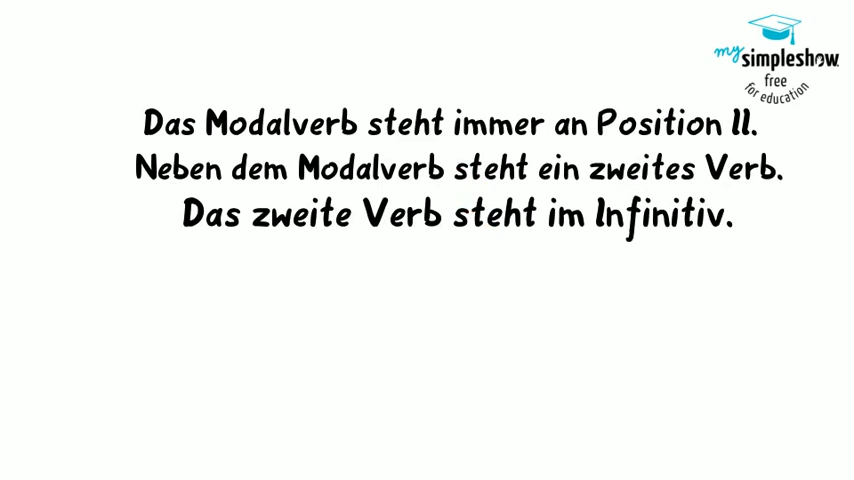 my
simpleshow
free
for education
Das Modalverb steht immer an Position II.
Neben dem Modalverb steht ein zweites Verb.
Das zweite Verb steht im Infinitiv.